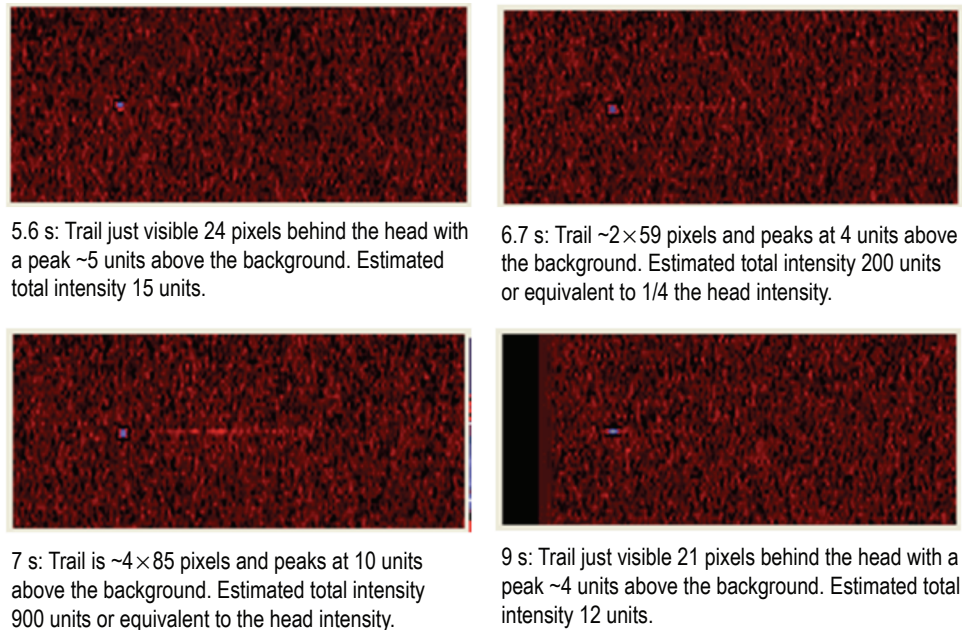 5.6 s: Trail just visible 24 pixels behind the head with
a peak ~5 units above the background. Estimated
total intensity 15 units.
6.7 s: Trail ~2×59 pixels and peaks at 4 units above
the background. Estimated total intensity 200 units
or equivalent to 1/4 the head intensity.
7 s: Trail is ~4×85 pixels and peaks at 10 units
above the background. Estimated total intensity
900 units or equivalent to the head intensity.
9 s: Trail just visible 21 pixels behind the head with a
peak ~4 units above the background. Estimated total
intensity 12 units.